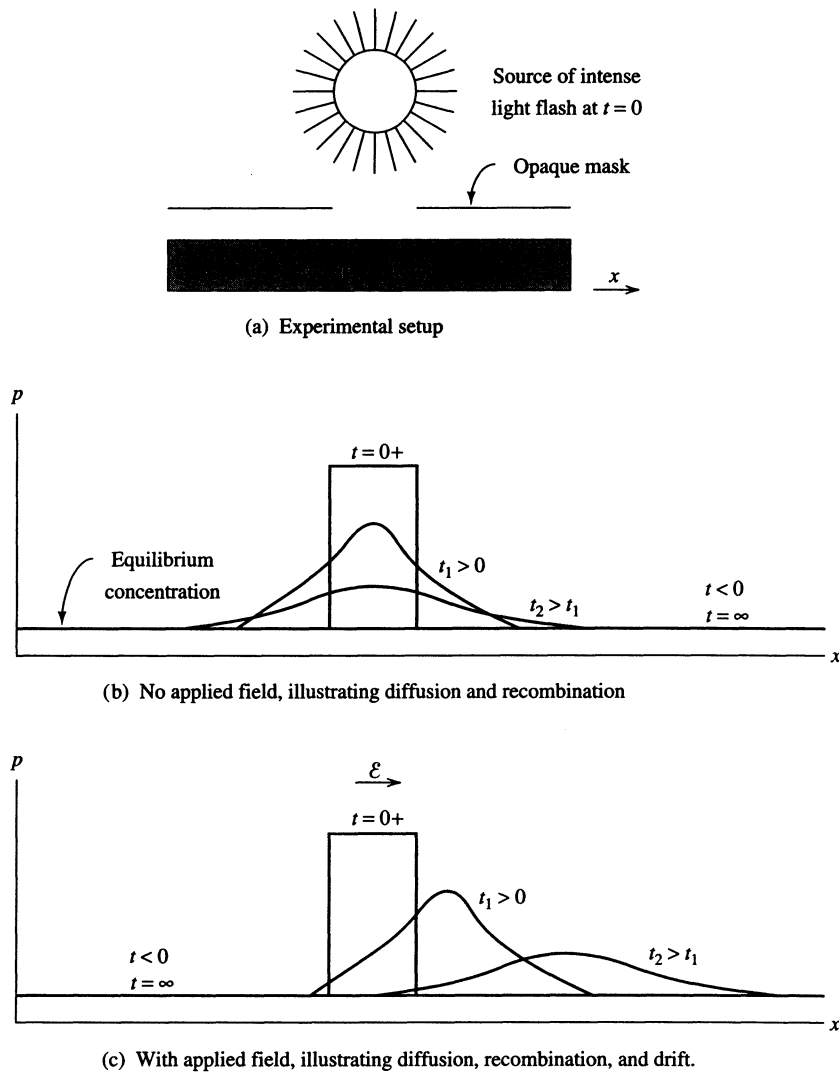 Source of intense
light flash at t = 0
Opaque mask
x
(a) Experimental setup
p
t = 0+
Equilibrium
concentration
t₁ > 0
t₂ > t₁
t < 0
t = ∞
x
(b) No applied field, illustrating diffusion and recombination
p
ℰ
t = 0+
t₁ > 0
t₂ > t₁
t < 0
t = ∞
x
(c) With applied field, illustrating diffusion, recombination, and drift.